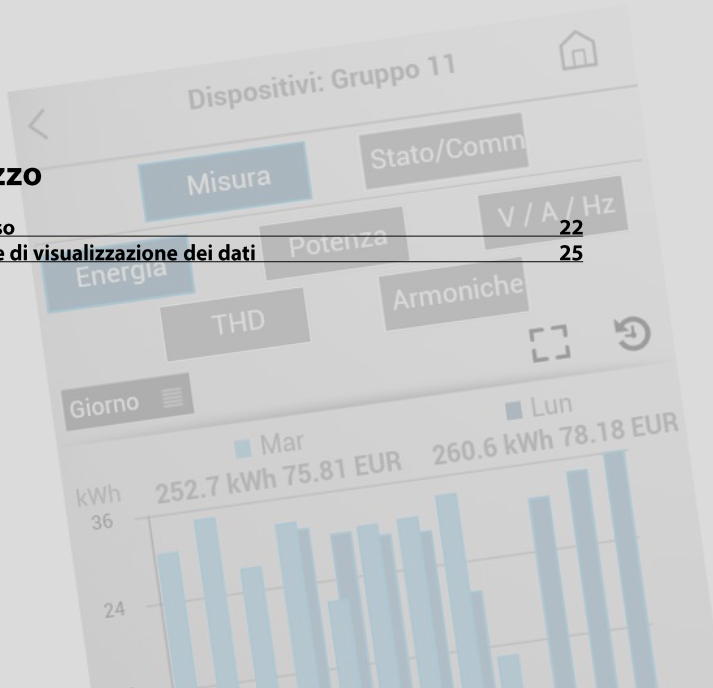 Dispositivi: Gruppo 11
Misura
Stato/Comm
Energia
Potenza
V / A / Hz
THD
Armoniche
Giorno
Mar
252.7 kWh 75.81 EUR
Lun
260.6 kWh 78.18 EUR
kWh
36
24
22
di visualizzazione dei dati 25